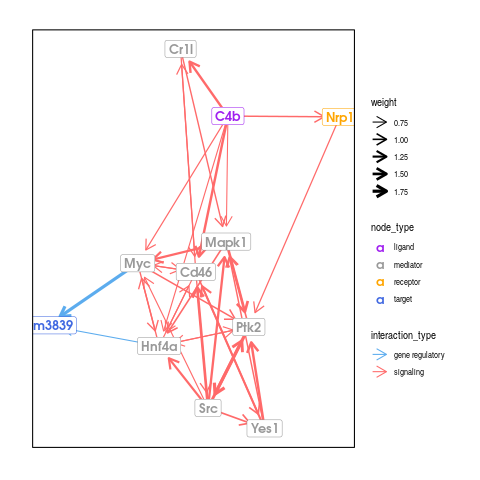 Cr1l
C4b
Nrp1
Mapk1
Myc
Cd46
m3839
Plk2
Hnf4a
Src
Yes1
weight
0.75
1.00
1.25
1.50
1.75
node_type
a ligand
a mediator
a receptor
a target
interaction_type
gene regulatory
signaling